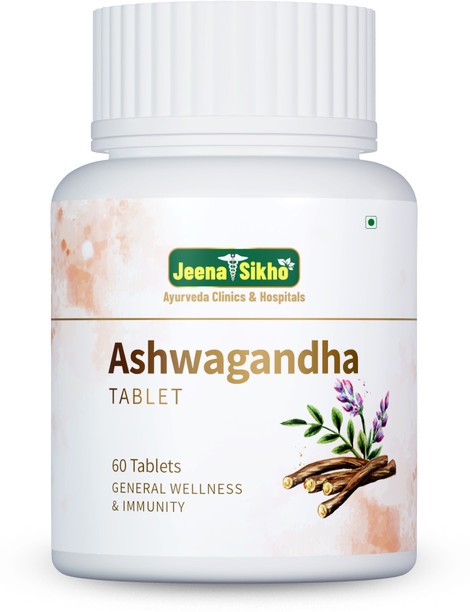 Jeena Sikho
Ayurveda Clinics & Hospitals
Ashwagandha
TABLET
60 Tablets
GENERAL WELLNESS
& IMMUNITY